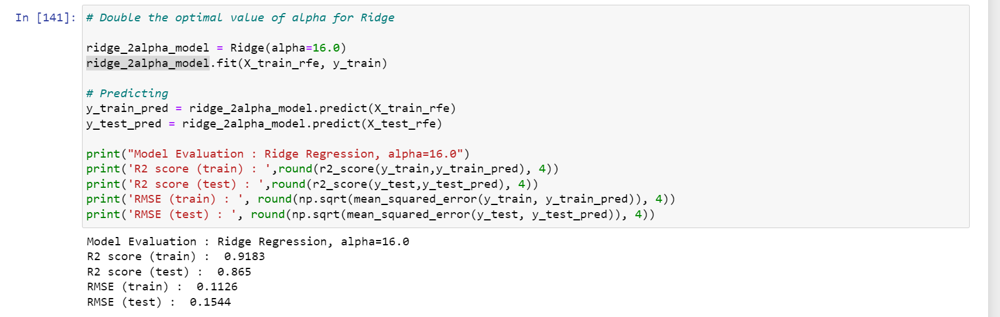 In [141]: # Double the optimal value of alpha for Ridge
ridge_2alpha_model = Ridge(alpha=16.0)
ridge_2alpha_model.fit(X_train_rfe, y_train)
# Predicting
y_train_pred = ridge_2alpha_model.predict(X_train_rfe)
y_test_pred = ridge_2alpha_model.predict(X_test_rfe)
print("Model Evaluation : Ridge Regression, alpha=16.0")
print('R2 score (train) : ',round(r2_score(y_train,y_train_pred), 4))
print('R2 score (test) : ',round(r2_score(y_test,y_test_pred), 4))
print('RMSE (train) : ', round(np.sqrt(mean_squared_error(y_train, y_train_pred)), 4))
print('RMSE (test) : ', round(np.sqrt(mean_squared_error(y_test, y_test_pred)), 4))
Model Evaluation : Ridge Regression, alpha=16.0
R2 score (train) :  0.9183
R2 score (test) :  0.865
RMSE (train) :  0.1126
RMSE (test) :  0.1544